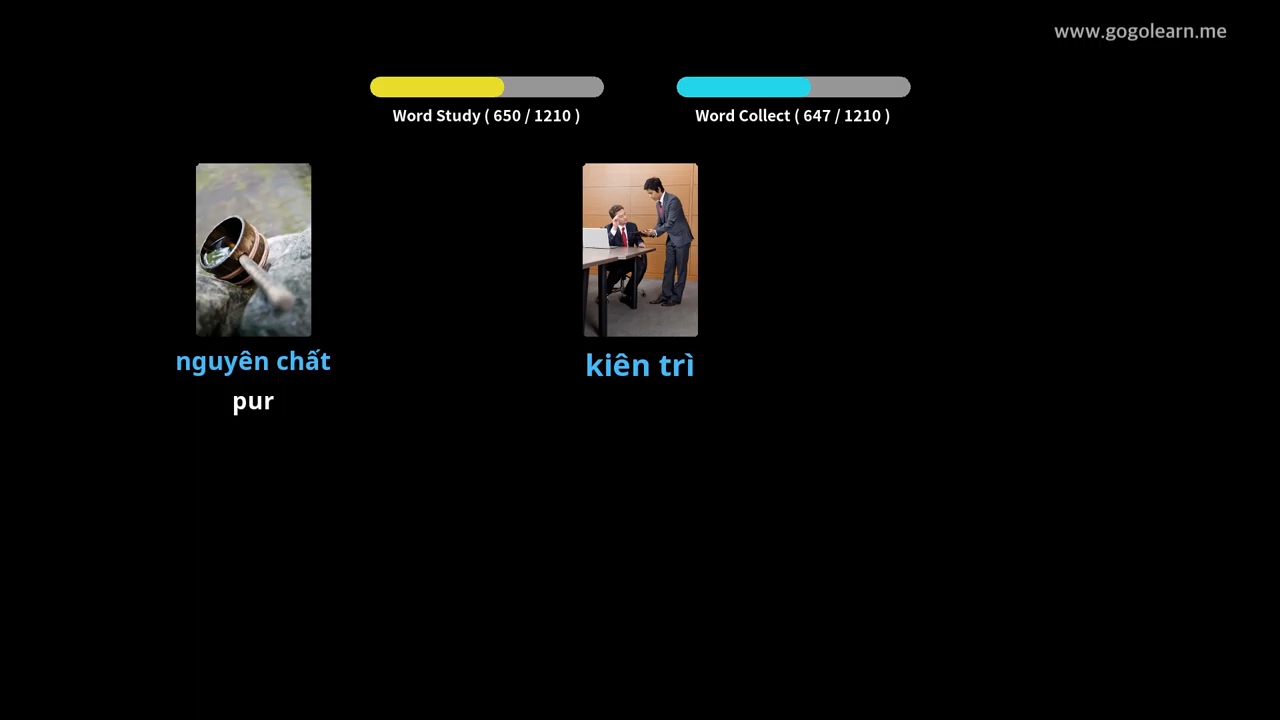 www.gogolearn.me
Word Study ( 650 / 1210 )
Word Collect ( 647 / 1210 )
nguyên chất
pur
kiên trì